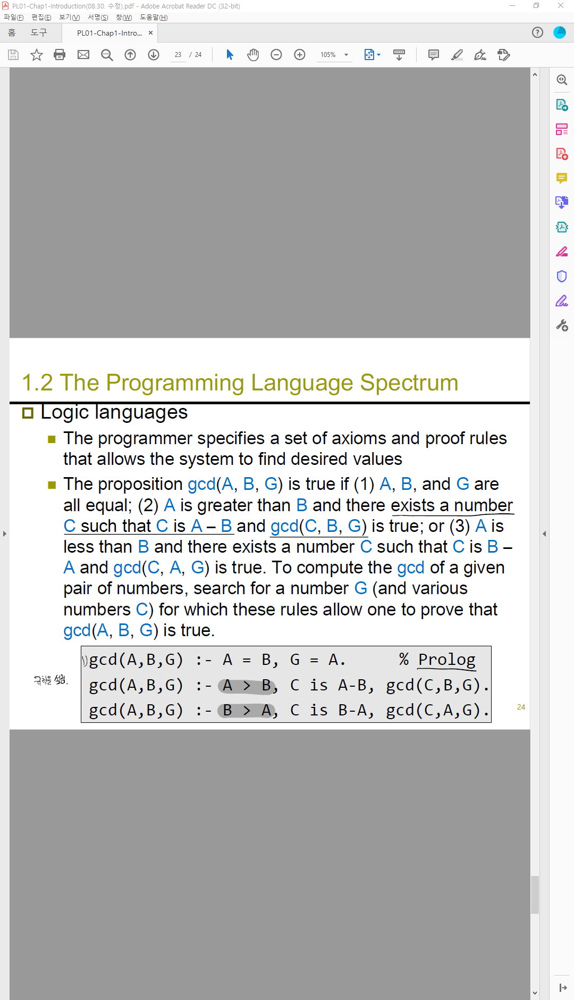 PL01-Chap1-Introduction(08.30. 수정).pdf - Adobe Acrobat Reader DC (32-bit)
파일(F) 편집(E) 보기(V) 서명(S) 창(W) 도움말(H)
홈 도구 PL01-Chap1-Intro... ×
23 / 24 105%
1.2 The Programming Language Spectrum
Logic languages
The programmer specifies a set of axioms and proof rules
that allows the system to find desired values
The proposition gcd(A, B, G) is true if (1) A, B, and G are
all equal; (2) A is greater than B and there exists a number
C such that C is A – B and gcd(C, B, G) is true; or (3) A is
less than B and there exists a number C such that C is B –
A and gcd(C, A, G) is true. To compute the gcd of a given
pair of numbers, search for a number G (and various
numbers C) for which these rules allow one to prove that
gcd(A, B, G) is true.
1) gcd(A,B,G) :- A = B, G = A. % Prolog
gcd(A,B,G) :- A > B, C is A-B, gcd(C,B,G).
gcd(A,B,G) :- B > A, C is B-A, gcd(C,A,G).
규칙을
24